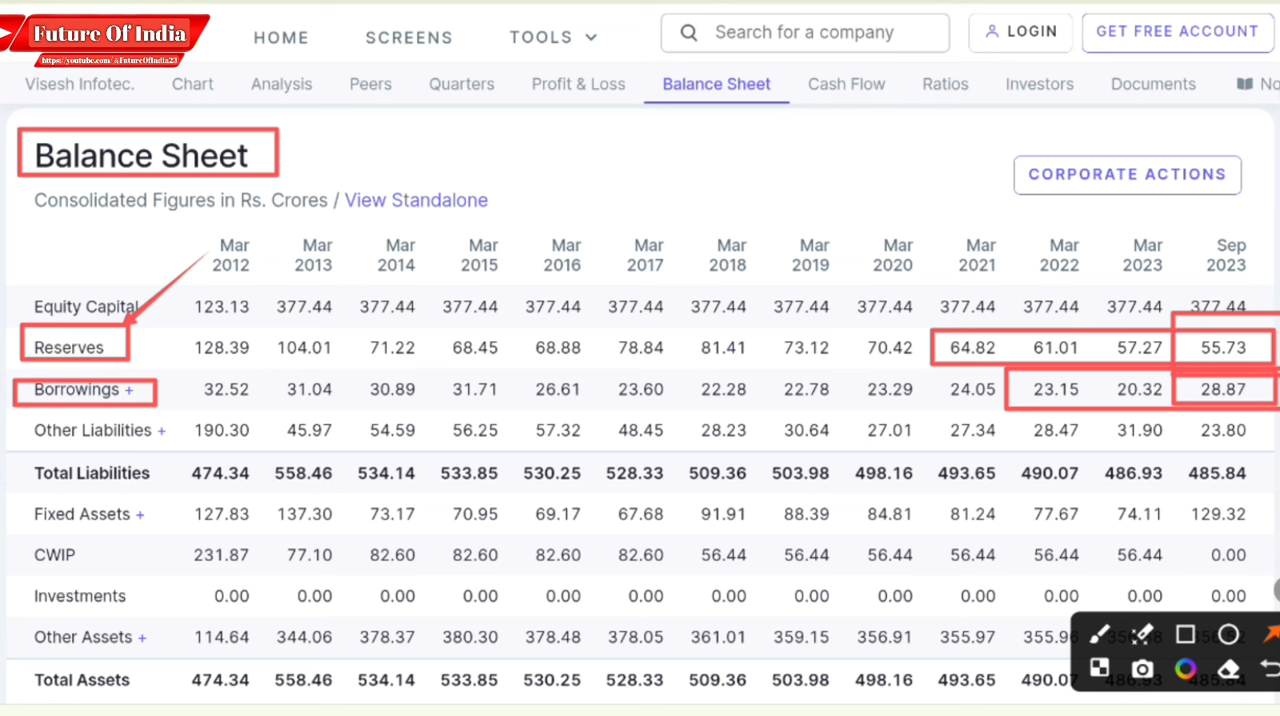 Future Of India
https://youtube.com/@FutureOfIndia23
HOME SCREENS TOOLS Search for a company LOGIN GET FREE ACCOUNT
Visesh Infotec. Chart Analysis Peers Quarters Profit & Loss Balance Sheet Cash Flow Ratios Investors Documents No
Balance Sheet
CORPORATE ACTIONS
Consolidated Figures in Rs. Crores / View Standalone
Mar Mar Mar Mar Mar Mar Mar Mar Mar Mar Mar Mar Sep
2012 2013 2014 2015 2016 2017 2018 2019 2020 2021 2022 2023 2023
Equity Capital 123.13 377.44 377.44 377.44 377.44 377.44 377.44 377.44 377.44 377.44 377.44 377.44 377.44
Reserves 128.39 104.01 71.22 68.45 68.88 78.84 81.41 73.12 70.42 64.82 61.01 57.27 55.73
Borrowings + 32.52 31.04 30.89 31.71 26.61 23.60 22.28 22.78 23.29 24.05 23.15 20.32 28.87
Other Liabilities + 190.30 45.97 54.59 56.25 57.32 48.45 28.23 30.64 27.01 27.34 28.47 31.90 23.80
Total Liabilities 474.34 558.46 534.14 533.85 530.25 528.33 509.36 503.98 498.16 493.65 490.07 486.93 485.84
Fixed Assets + 127.83 137.30 73.17 70.95 69.17 67.68 91.91 88.39 84.81 81.24 77.67 74.11 129.32
CWIP 231.87 77.10 82.60 82.60 82.60 82.60 56.44 56.44 56.44 56.44 56.44 56.44 0.00
Investments 0.00 0.00 0.00 0.00 0.00 0.00 0.00 0.00 0.00 0.00 0.00 0.00 0.00
Other Assets + 114.64 344.06 378.37 380.30 378.48 378.05 361.01 359.15 356.91 355.97 355.96
Total Assets 474.34 558.46 534.14 533.85 530.25 528.33 509.36 503.98 498.16 493.65 490.07 486.93 485.84